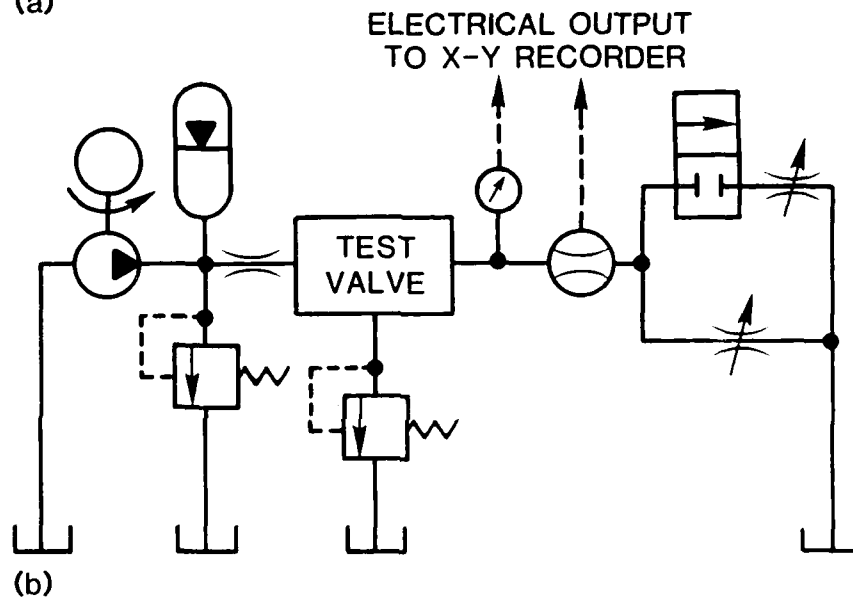 (a)
ELECTRICAL OUTPUT
TO X-Y RECORDER
TEST
VALVE
(b)